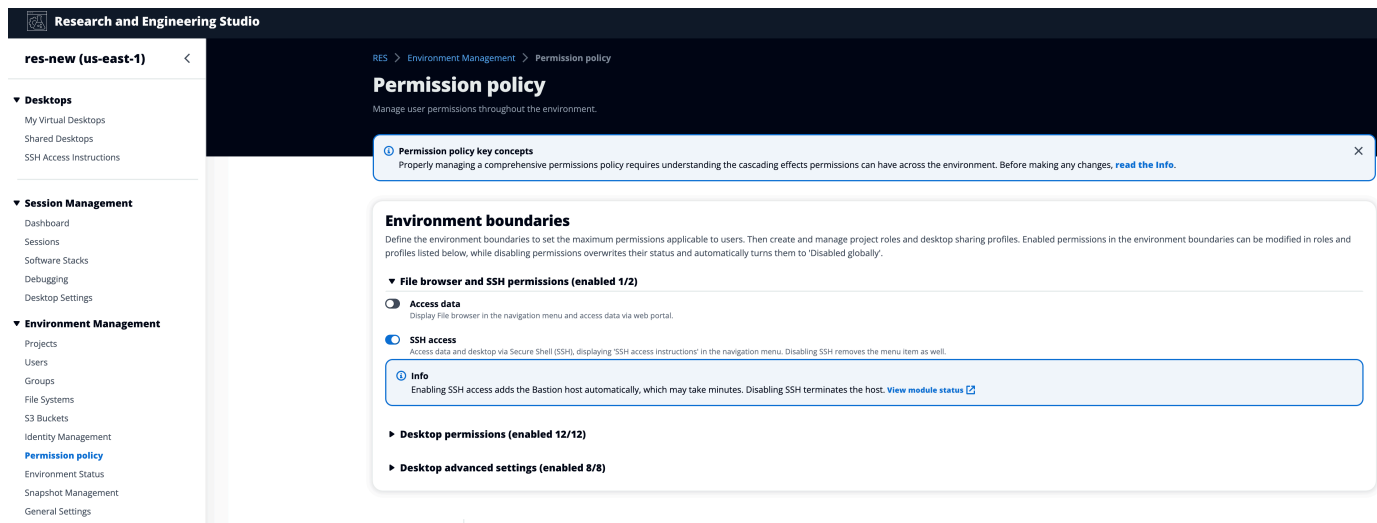 Research and Engineering Studio
res-new (us-east-1)
Desktops
My Virtual Desktops
Shared Desktops
SSH Access Instructions
Session Management
Dashboard
Sessions
Software Stacks
Debugging
Desktop Settings
Environment Management
Projects
Users
Groups
File Systems
S3 Buckets
Identity Management
Permission policy
Environment Status
Snapshot Management
General Settings
RES > Environment Management > Permission policy
Permission policy
Manage user permissions throughout the environment.
Permission policy key concepts
Properly managing a comprehensive permissions policy requires understanding the cascading effects permissions can have across the environment. Before making any changes, read the Info.
Environment boundaries
Define the environment boundaries to set the maximum permissions applicable to users. Then create and manage project roles and desktop sharing profiles. Enabled permissions in the environment boundaries can be modified in roles and
profiles listed below, while disabling permissions overwrites their status and automatically turns them to 'Disabled globally'.
File browser and SSH permissions (enabled 1/2)
Access data
Display File browser in the navigation menu and access data via web portal.
SSH access
Access data and desktop via Secure Shell (SSH), displaying 'SSH access instructions' in the navigation menu. Disabling SSH removes the menu item as well.
Info
Enabling SSH access adds the Bastion host automatically, which may take minutes. Disabling SSH terminates the host. View module status
Desktop permissions (enabled 12/12)
Desktop advanced settings (enabled 8/8)